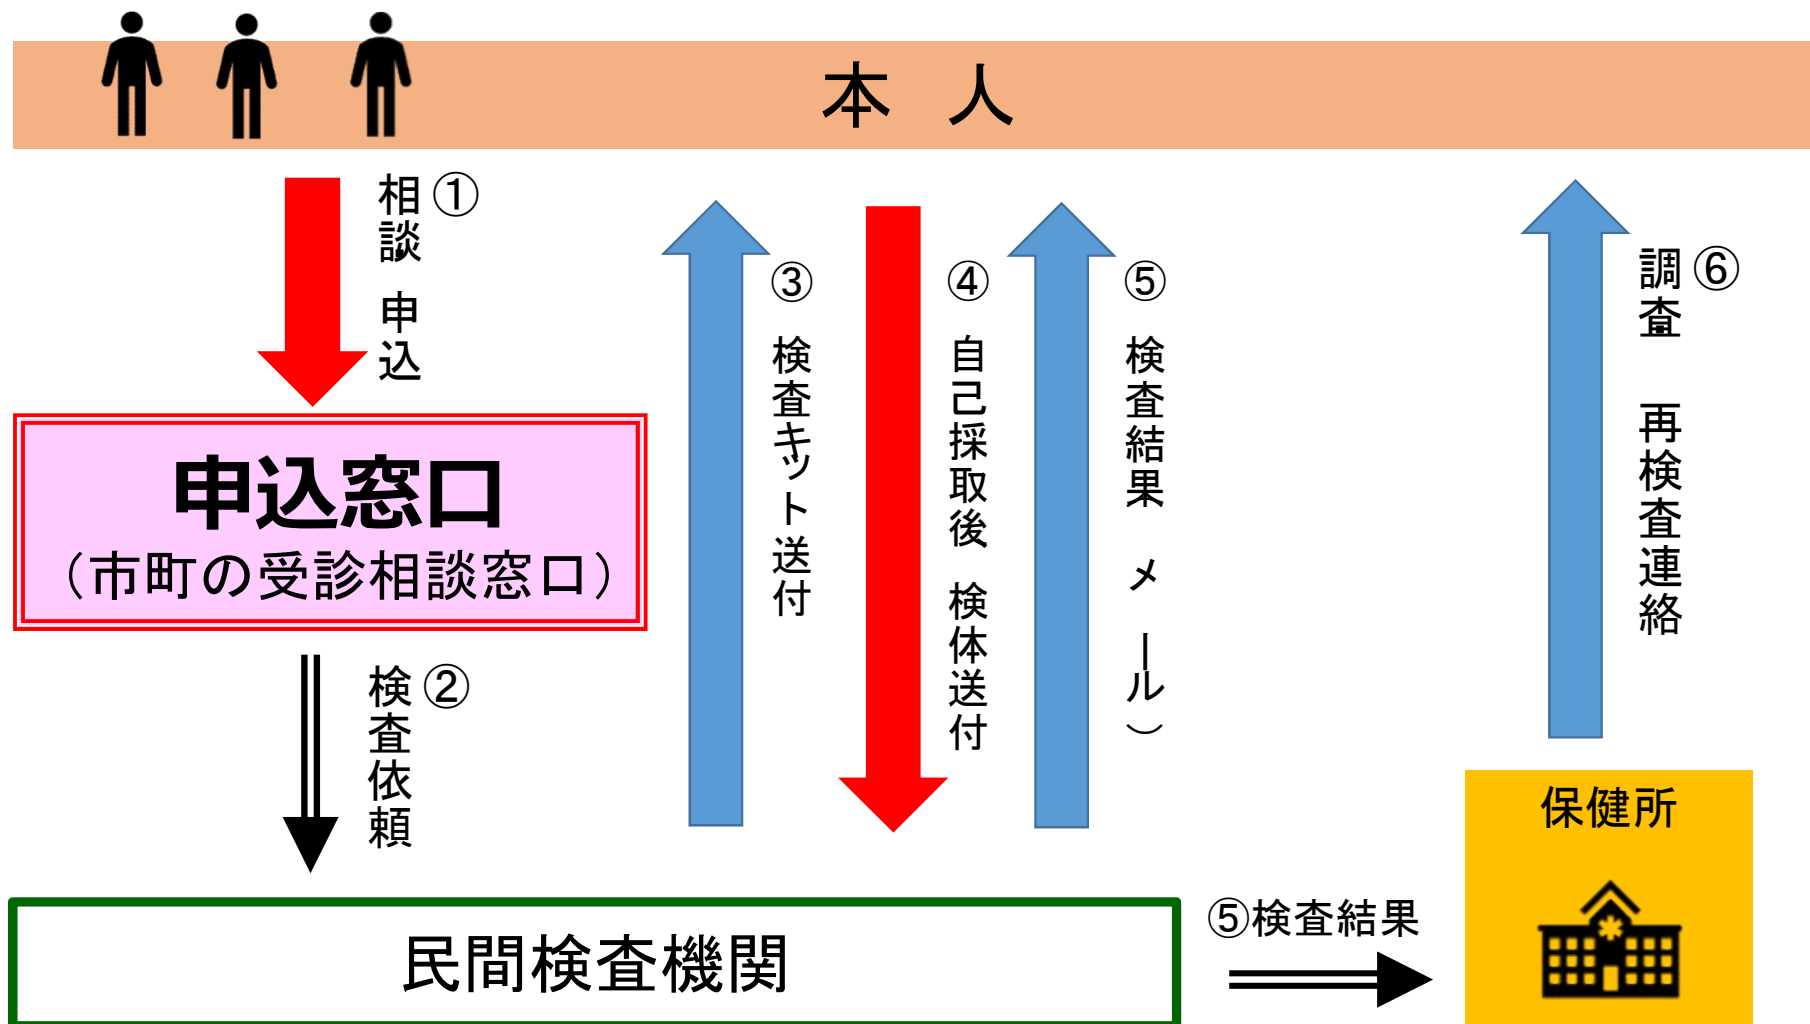 本　人
①
相談・申込
③検査キット送付
④自己採取後　検体送付
⑤検査結果　メール）
⑥
調査・再検査連絡
申込窓口
（市町の受診相談窓口）
②
検査依頼
保健所
⑤検査結果
民間検査機関